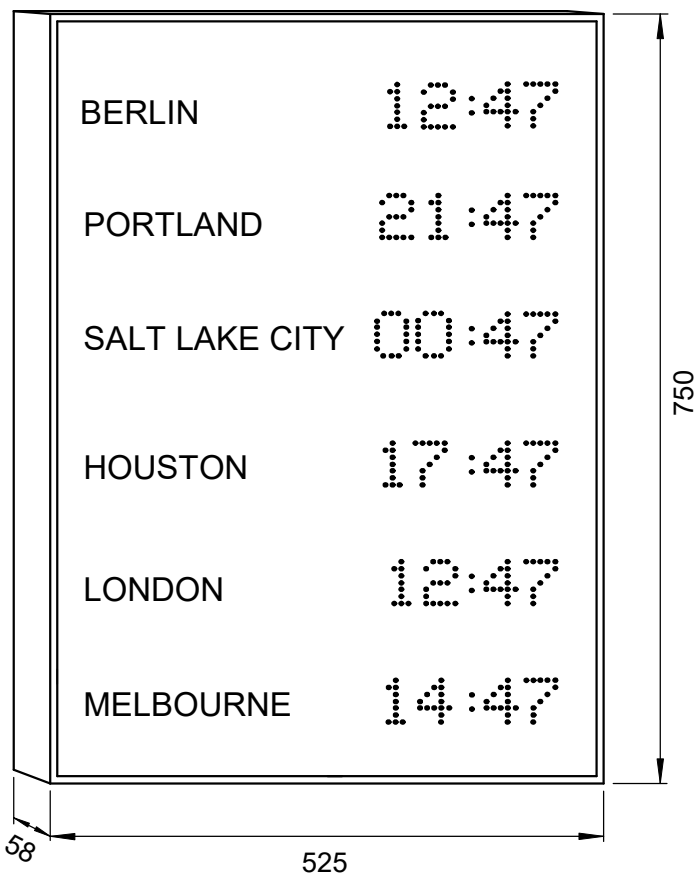 BERLIN 12:47
PORTLAND 21:47
SALT LAKE CITY 00:47
HOUSTON 17:47
LONDON 12:47
MELBOURNE 14:47
750
58
525